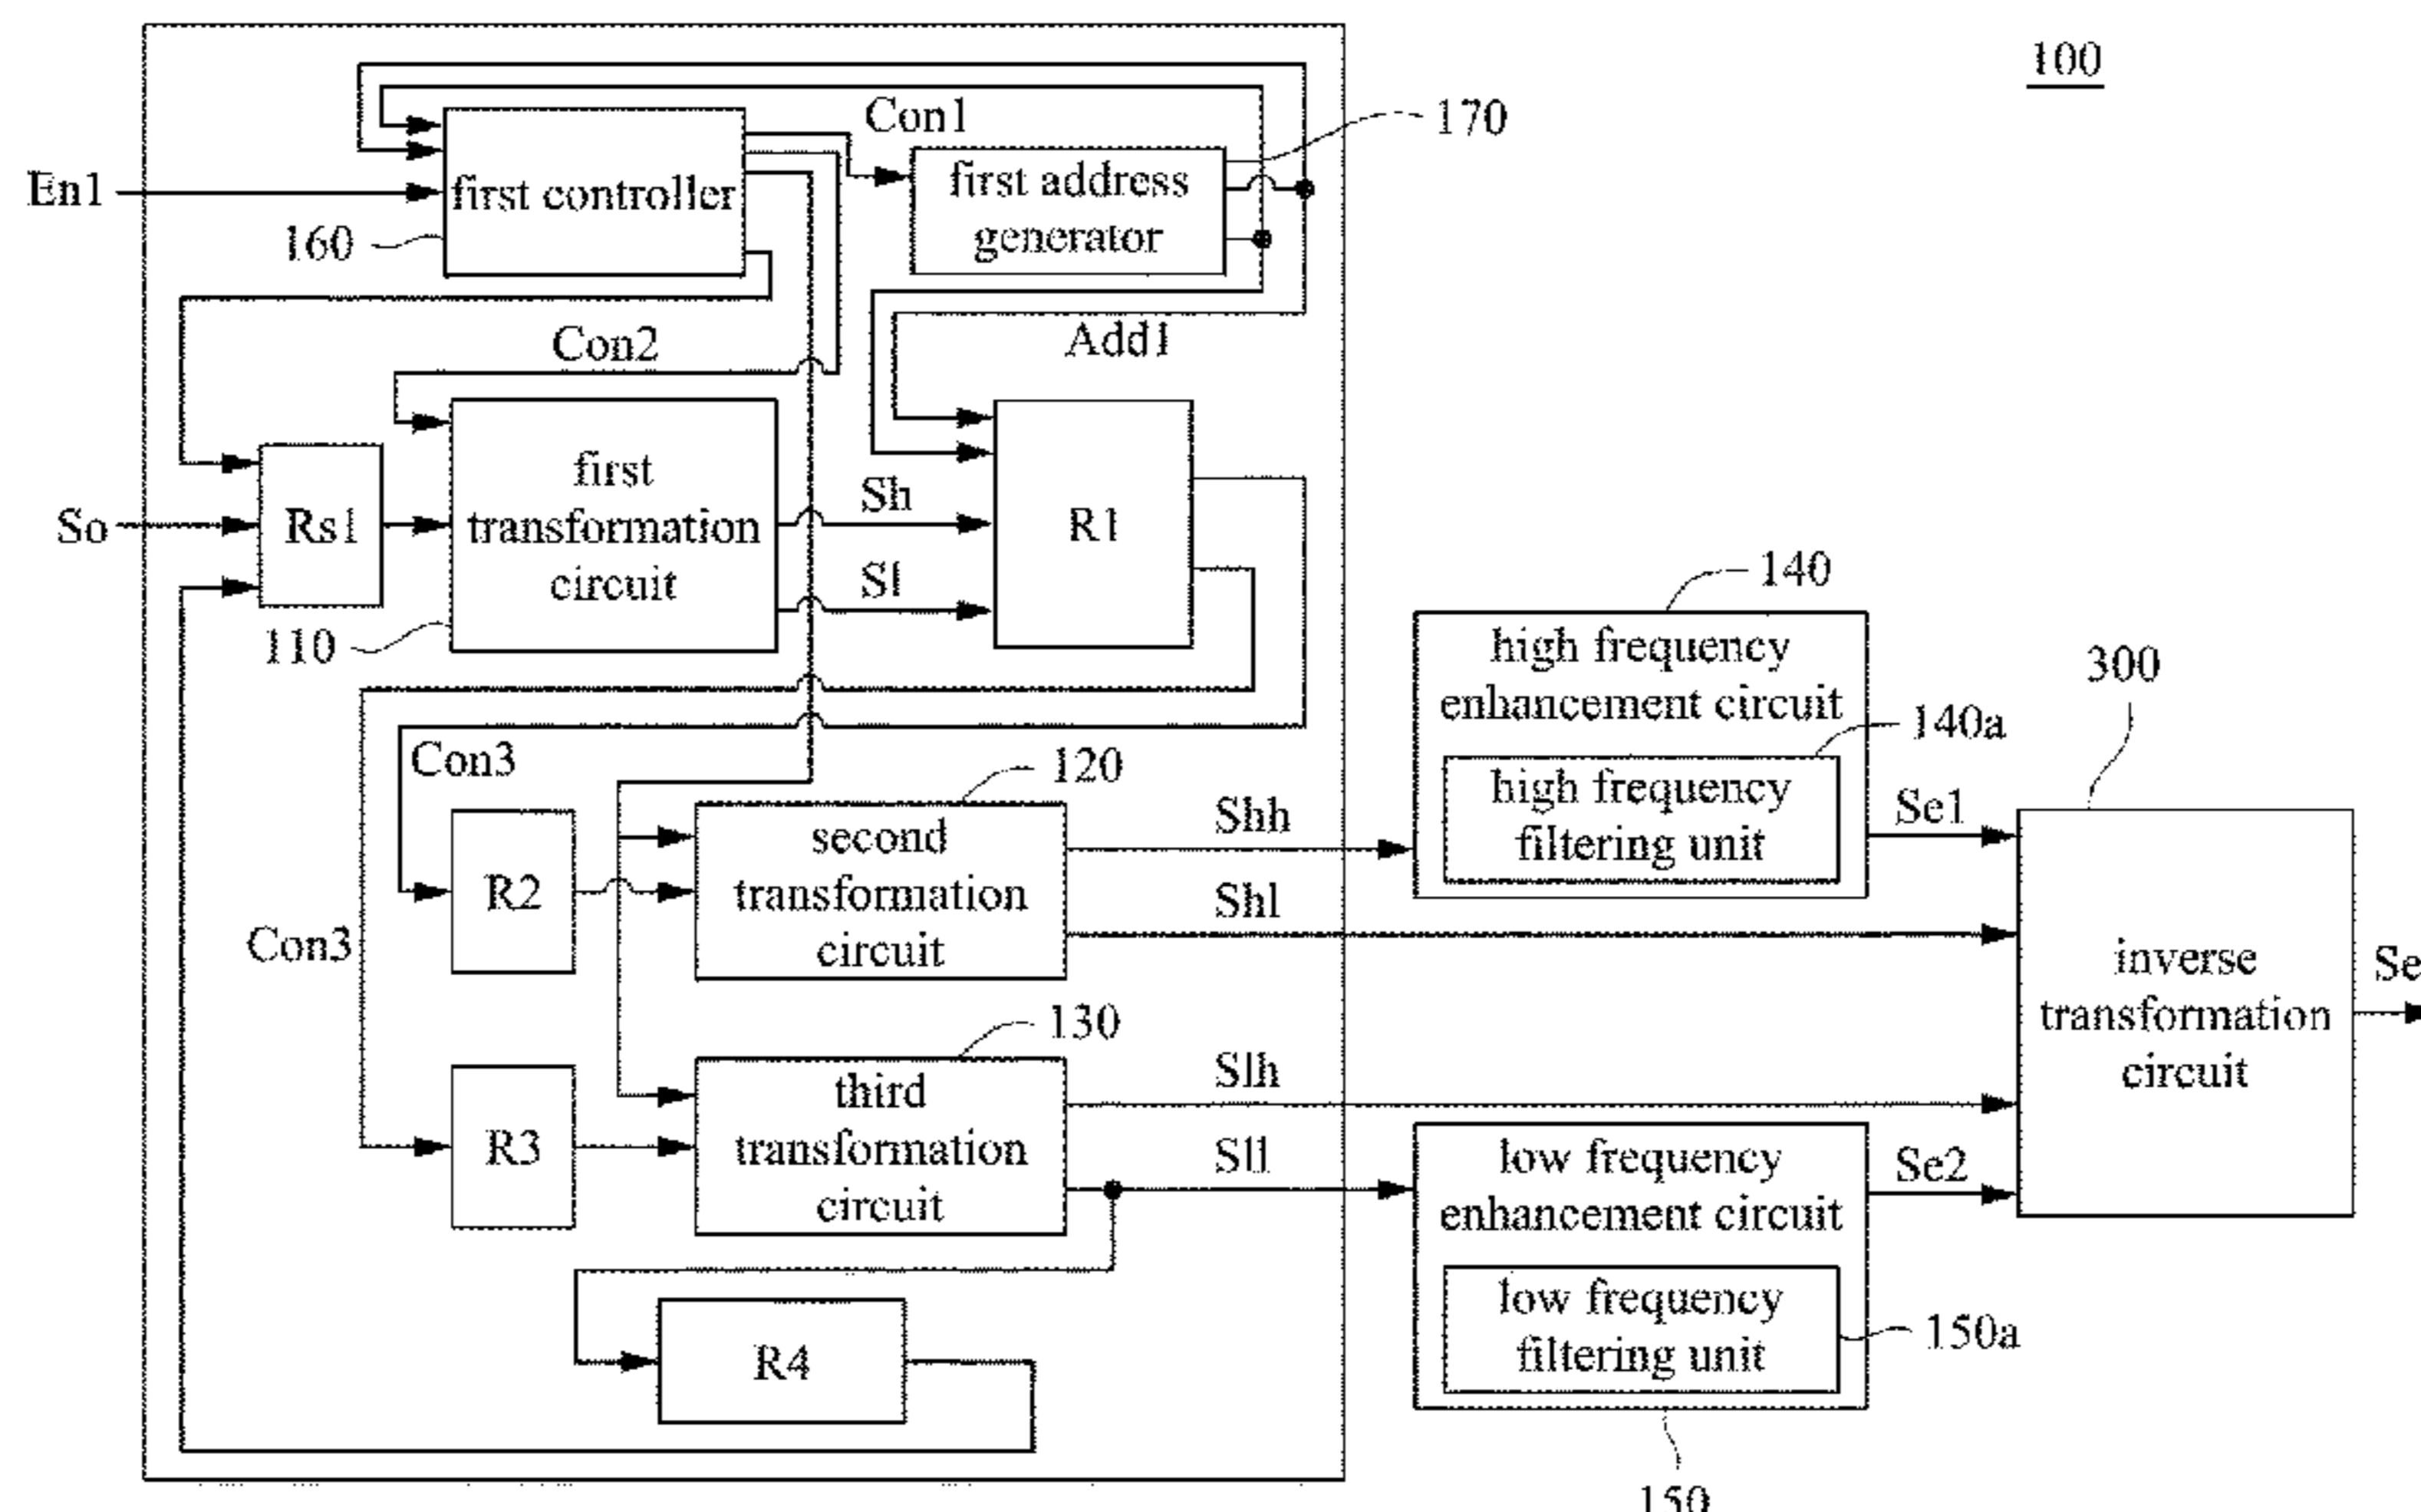 100
Con1
170
first controller
first address
generator
En1
160
Con2
Add1
first
transformation
circuit
So
Rs1
Sh
Sl
R1
110
140
high frequency
enhancement circuit
140a
high frequency
filtering unit
300
Con3
120
second
transformation
circuit
Shh
Shl
Se1
R2
Con3
inverse
transformation
circuit
Se
130
third
transformation
circuit
Slh
Sll
R3
low frequency
enhancement circuit
Se2
low frequency
filtering unit
150a
R4
150